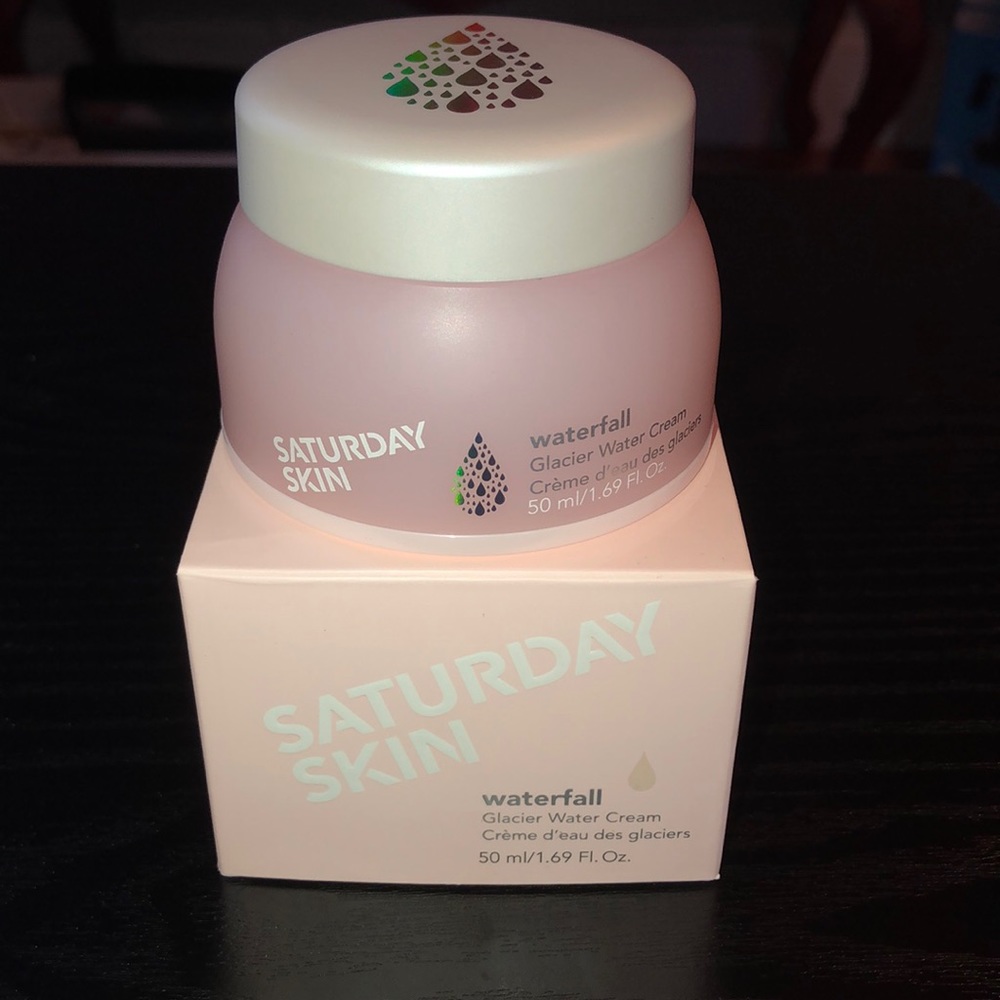 SATURDAY
SKIN
waterfall
Glacier Water Cream
Crème d'eau des glaciers
50 ml/1.69 Fl. Oz.
SATURDAY
SKIN
waterfall
Glacier Water Cream
Crème d'eau des glaciers
50 ml/1.69 Fl. Oz.